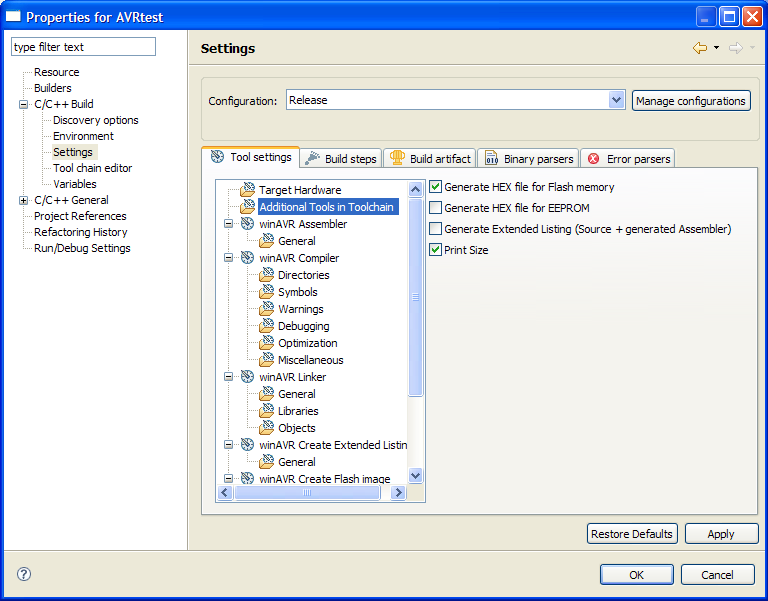 Properties for AVRtest
type filter text
Resource
Builders
C/C++ Build
Discovery options
Environment
Settings
Tool chain editor
Variables
C/C++ General
Project References
Refactoring History
Run/Debug Settings
Settings
Configuration:
Release
Manage configurations
Tool settings
Build steps
Build artifact
Binary parsers
Error parsers
Target Hardware
Additional Tools in Toolchain
winAVR Assembler
General
winAVR Compiler
Directories
Symbols
Warnings
Debugging
Optimization
Miscellaneous
winAVR Linker
General
Libraries
Objects
winAVR Create Extended Listin
General
winAVR Create Flash image
Generate HEX file for Flash memory
Generate HEX file for EEPROM
Generate Extended Listing (Source + generated Assembler)
Print Size
Restore Defaults
Apply
OK
Cancel